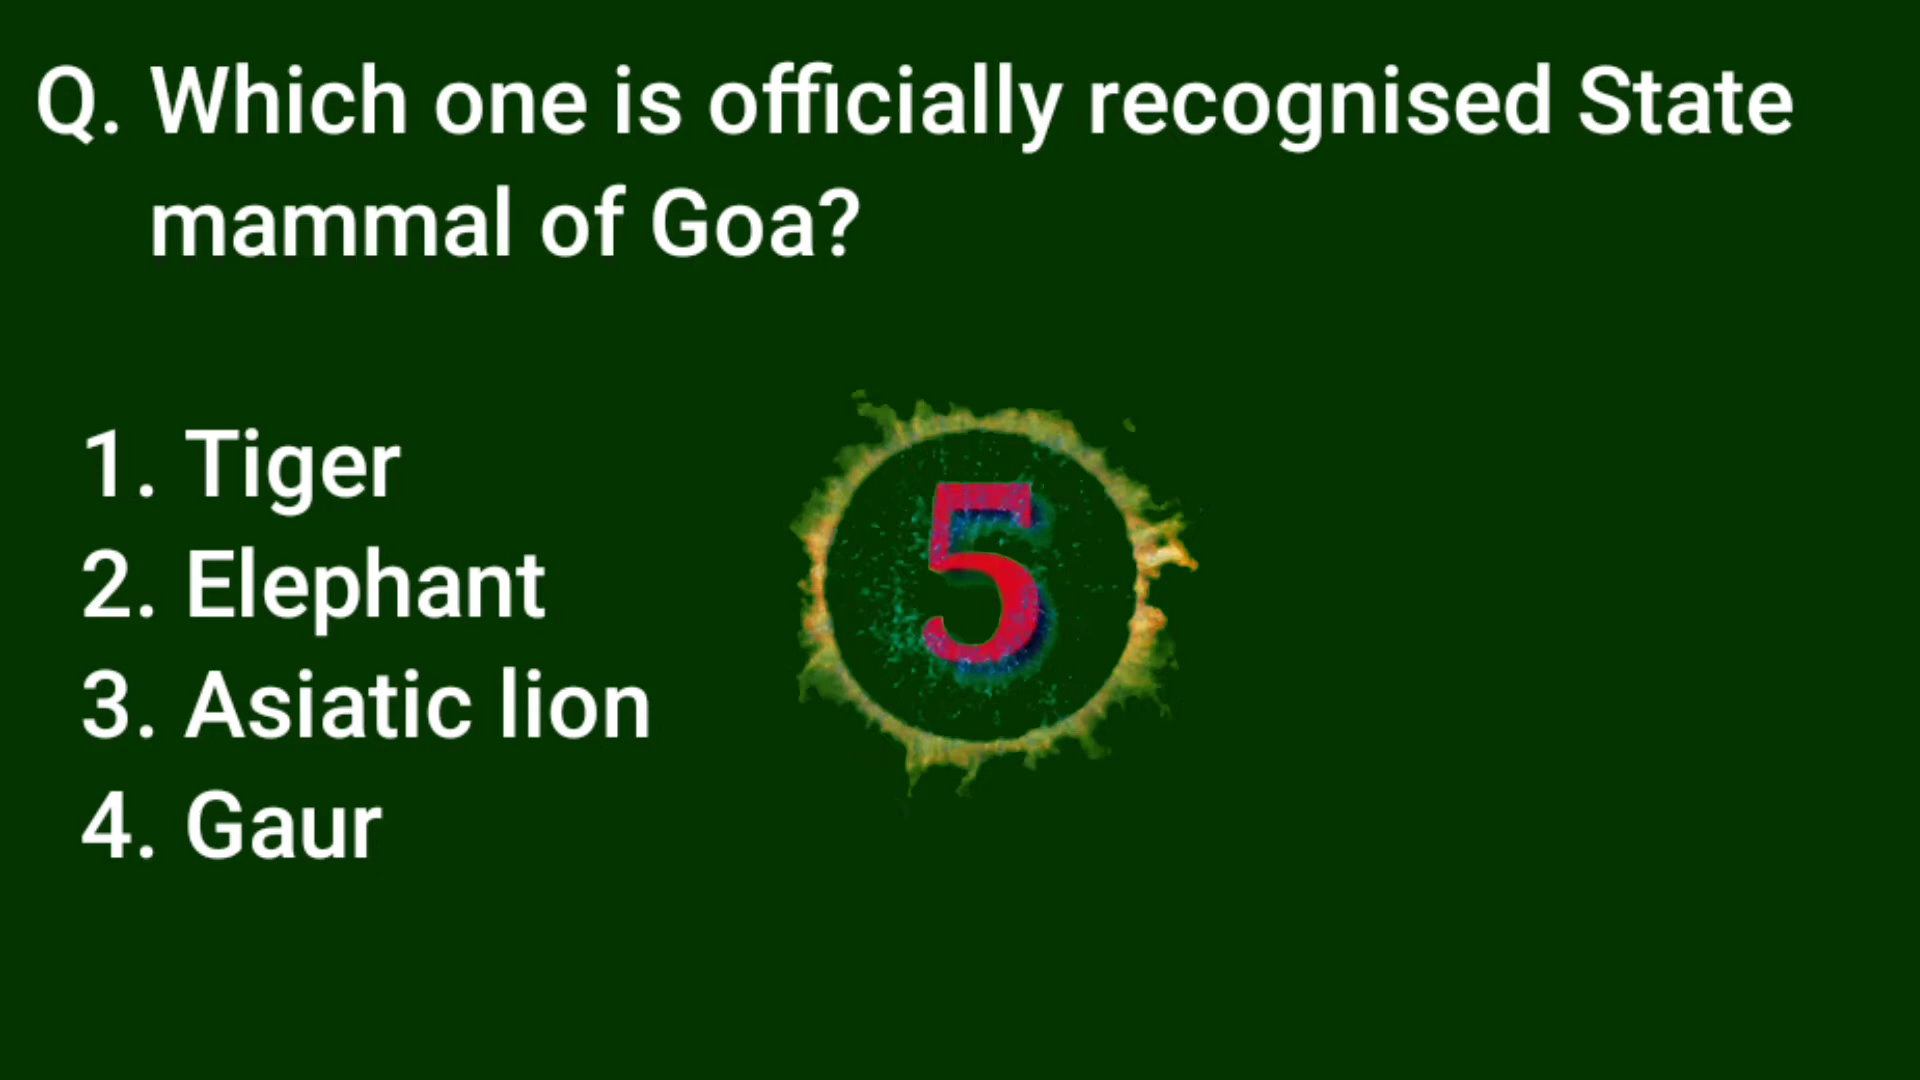 Q. Which one is officially recognised State
mammal of Goa?
1. Tiger
2. Elephant
3. Asiatic lion
4. Gaur
5